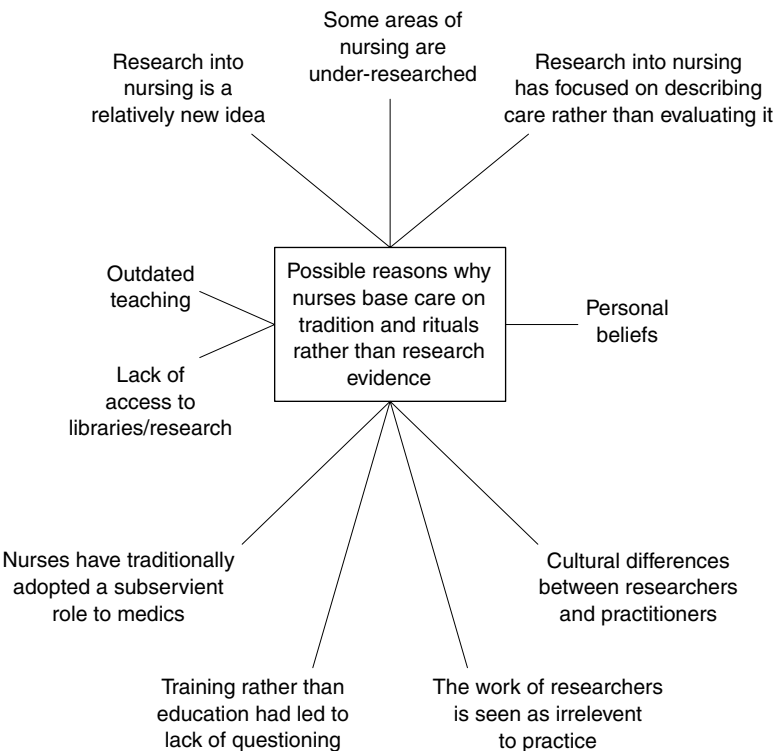 Some areas of
nursing are
under-researched
Research into
nursing is a
relatively new idea
Research into nursing
has focused on describing
care rather than evaluating it
Outdated
teaching
Possible reasons why
nurses base care on
tradition and rituals
rather than research
evidence
Personal
beliefs
Lack of
access to
libraries/research
Nurses have traditionally
adopted a subservient
role to medics
Cultural differences
between researchers
and practitioners
Training rather than
education had led to
lack of questioning
The work of researchers
is seen as irrelevent
to practice